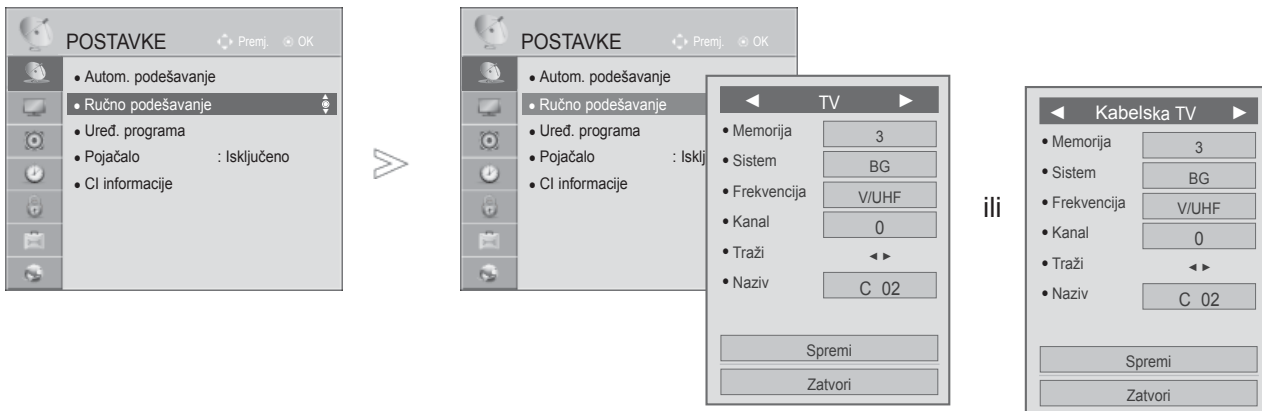 POSTAVKE Premj. OK
• Autom. podešavanje
• Ručno podešavanje
• Uređ. programa
• Pojačalo : Isključeno
• CI informacije
POSTAVKE Premj. OK
• Autom. podešavanje
• Ručno podešavanje
• Uređ. programa
• Pojačalo : Isklj
• CI informacije
◄ TV ►
• Memorija 3
• Sistem BG
• Frekvencija V/UHF
• Kanal 0
• Traži ◄ ►
• Naziv C 02
Spremi
Zatvori
ili
◄ Kabelska TV ►
• Memorija 3
• Sistem BG
• Frekvencija V/UHF
• Kanal 0
• Traži ◄ ►
• Naziv C 02
Spremi
Zatvori